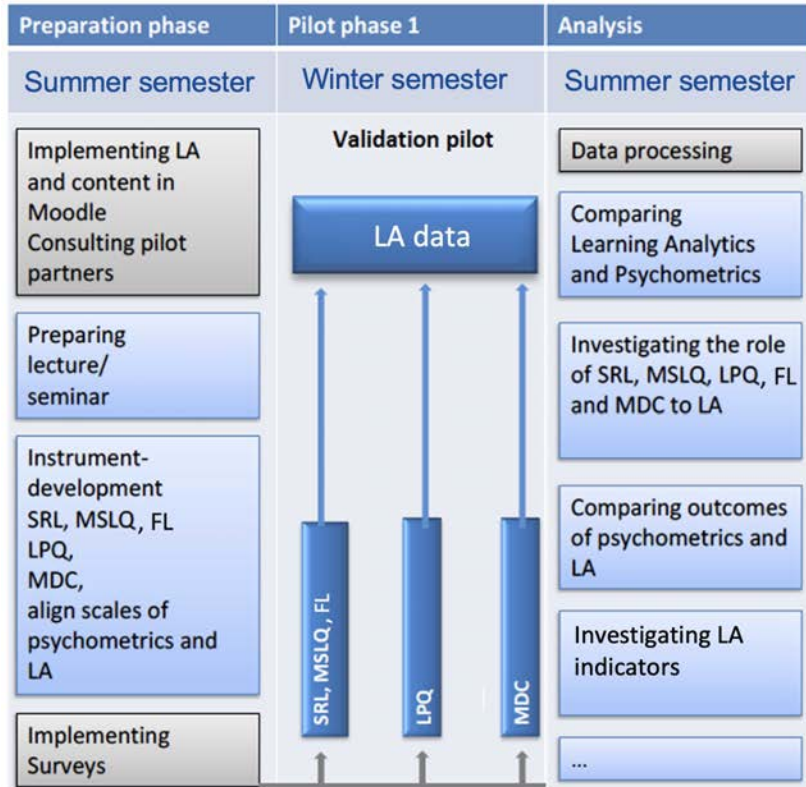 Preparation phase
Summer semester
Implementing LA
and content in
Moodle
Consulting pilot
partners
Preparing
lecture/
seminar
Instrument-
development
SRL, MSLQ, FL
LPQ,
MDC,
align scales of
psychometrics and
LA
Implementing
Surveys
Pilot phase 1
Winter semester
Validation pilot
LA data
SRL, MSLQ, FL
LPQ
MDC
Analysis
Summer semester
Data processing
Comparing
Learning Analytics
and Psychometrics
Investigating the role
of SRL, MSLQ, LPQ, FL
and MDC to LA
Comparing outcomes
of psychometrics and
LA
Investigating LA
indicators
...